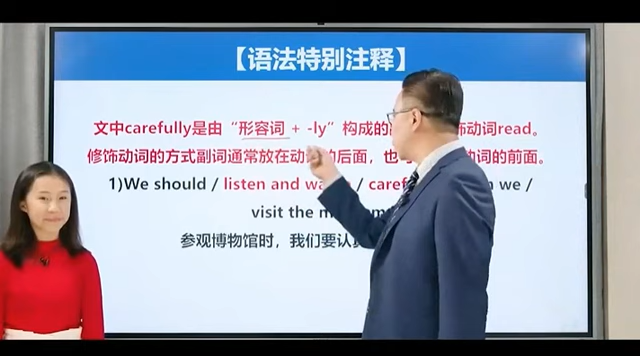 【语法特别注释】
文中carefully是由“形容词 + -ly”构成的 饰动词read。
修饰动词的方式副词通常放在动 的后面，也 动词的前面。
1)We should / listen and wa / caref we /
visit the m
参观博物馆时，我们要认真